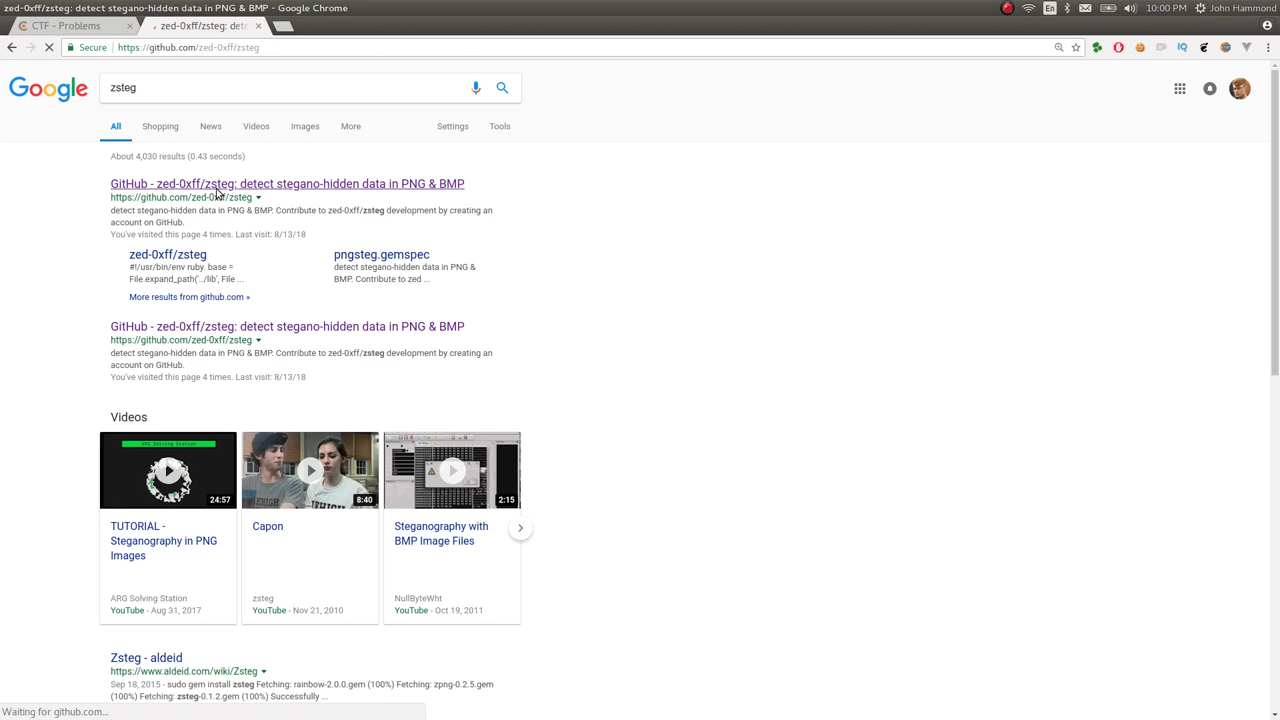 zed-0xff/zsteg: detect stegano-hidden data in PNG & BMP - Google Chrome
En
10:00 PM
John Hammond
CTF - Problems
zed-0xff/zsteg: dete
Secure
https://github.com/zed-0xff/zsteg
IQ
Google
zsteg
All
Shopping
News
Videos
Images
More
Settings
Tools
About 4,030 results (0.43 seconds)
GitHub - zed-0xff/zsteg: detect stegano-hidden data in PNG & BMP
https://github.com/zed-0xff/zsteg
detect stegano-hidden data in PNG & BMP. Contribute to zed-0xff/zsteg development by creating an
account on GitHub.
You've visited this page 4 times. Last visit: 8/13/18
zed-0xff/zsteg
#!/usr/bin/env ruby. base =
File.expand_path('../lib', File ...
pngsteg.gemspec
detect stegano-hidden data in PNG &
BMP. Contribute to zed ...
More results from github.com »
GitHub - zed-0xff/zsteg: detect stegano-hidden data in PNG & BMP
https://github.com/zed-0xff/zsteg
detect stegano-hidden data in PNG & BMP. Contribute to zed-0xff/zsteg development by creating an
account on GitHub.
You've visited this page 4 times. Last visit: 8/13/18
Videos
ARG Solving Station
24:57
8:40
2:15
TUTORIAL -
Steganography in PNG
Images
ARG Solving Station
YouTube - Aug 31, 2017
Capon
zsteg
YouTube - Nov 21, 2010
Steganography with
BMP Image Files
NullByteWht
YouTube - Oct 19, 2011
Zsteg - aldeid
https://www.aldeid.com/wiki/Zsteg
Sep 18, 2015 - sudo gem install zsteg Fetching: rainbow-2.0.0.gem (100%) Fetching: zpng-0.2.5.gem
(100%) Fetching: zsteg-0.1.2.gem (100%) Successfully ...
Waiting for github.com...